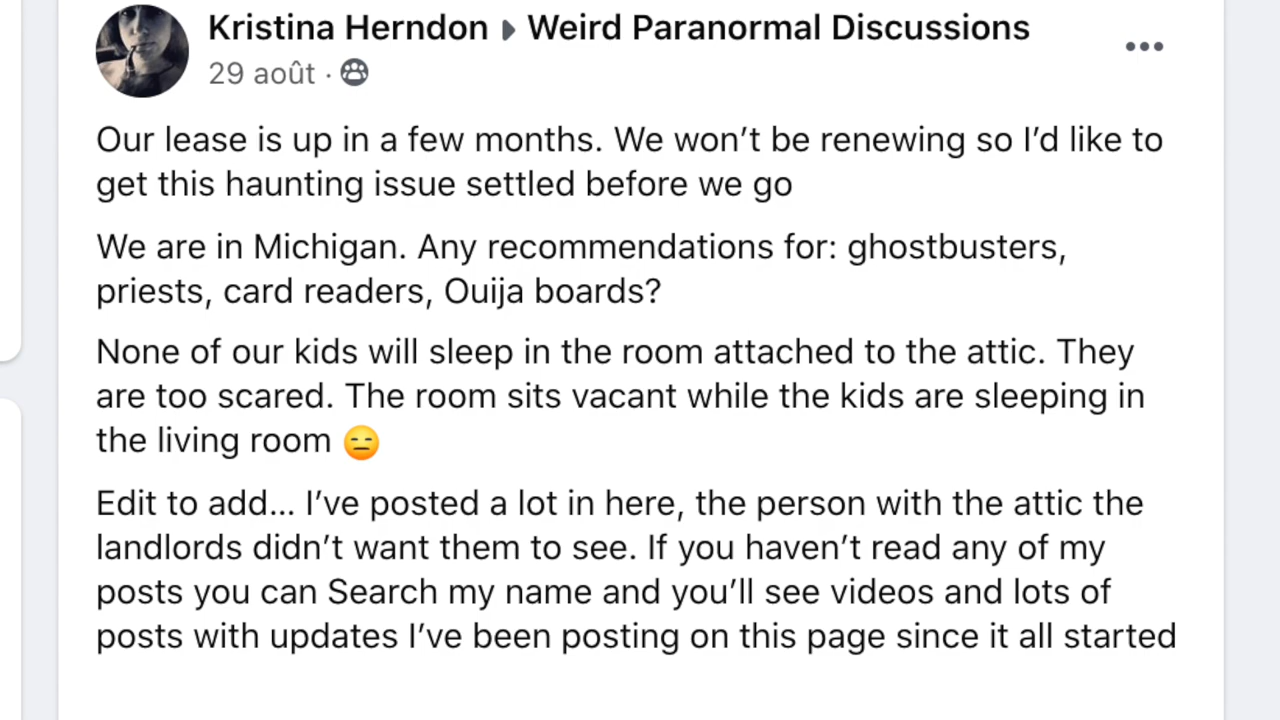 Kristina Herndon ▸ Weird Paranormal Discussions
29 août ·
Our lease is up in a few months. We won’t be renewing so I’d like to
get this haunting issue settled before we go
We are in Michigan. Any recommendations for: ghostbusters,
priests, card readers, Ouija boards?
None of our kids will sleep in the room attached to the attic. They
are too scared. The room sits vacant while the kids are sleeping in
the living room 😑
Edit to add... I’ve posted a lot in here, the person with the attic the
landlords didn’t want them to see. If you haven’t read any of my
posts you can Search my name and you’ll see videos and lots of
posts with updates I’ve been posting on this page since it all started